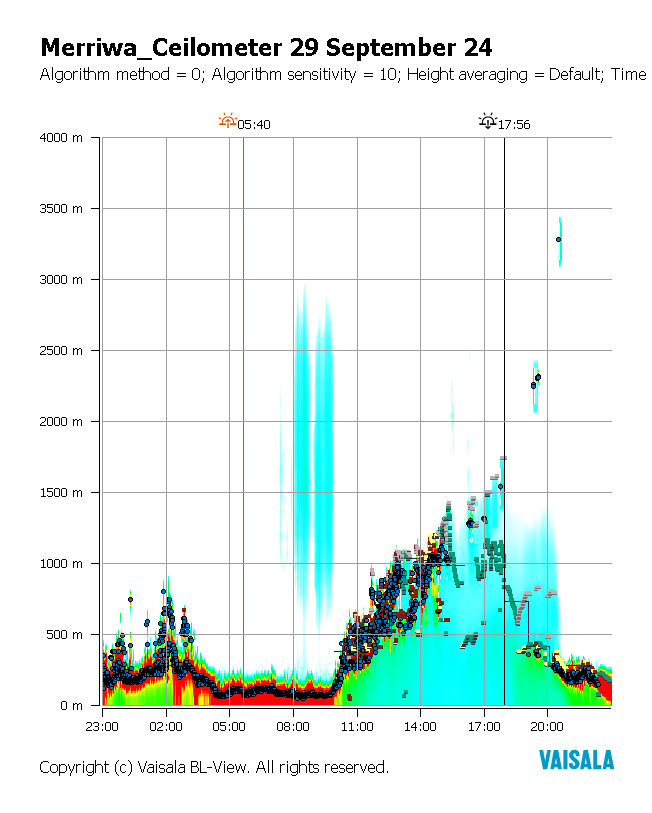 Merriwa_Ceilometer 29 September 24
Algorithm method = 0; Algorithm sensitivity = 10; Height averaging = Default; Time
05:40 17:56
4000 m
3500 m
3000 m
2500 m
2000 m
1500 m
1000 m
500 m
0 m
23:00 02:00 05:00 08:00 11:00 14:00 17:00 20:00
Copyright (c) Vaisala BL-View. All rights reserved.
VAISALA